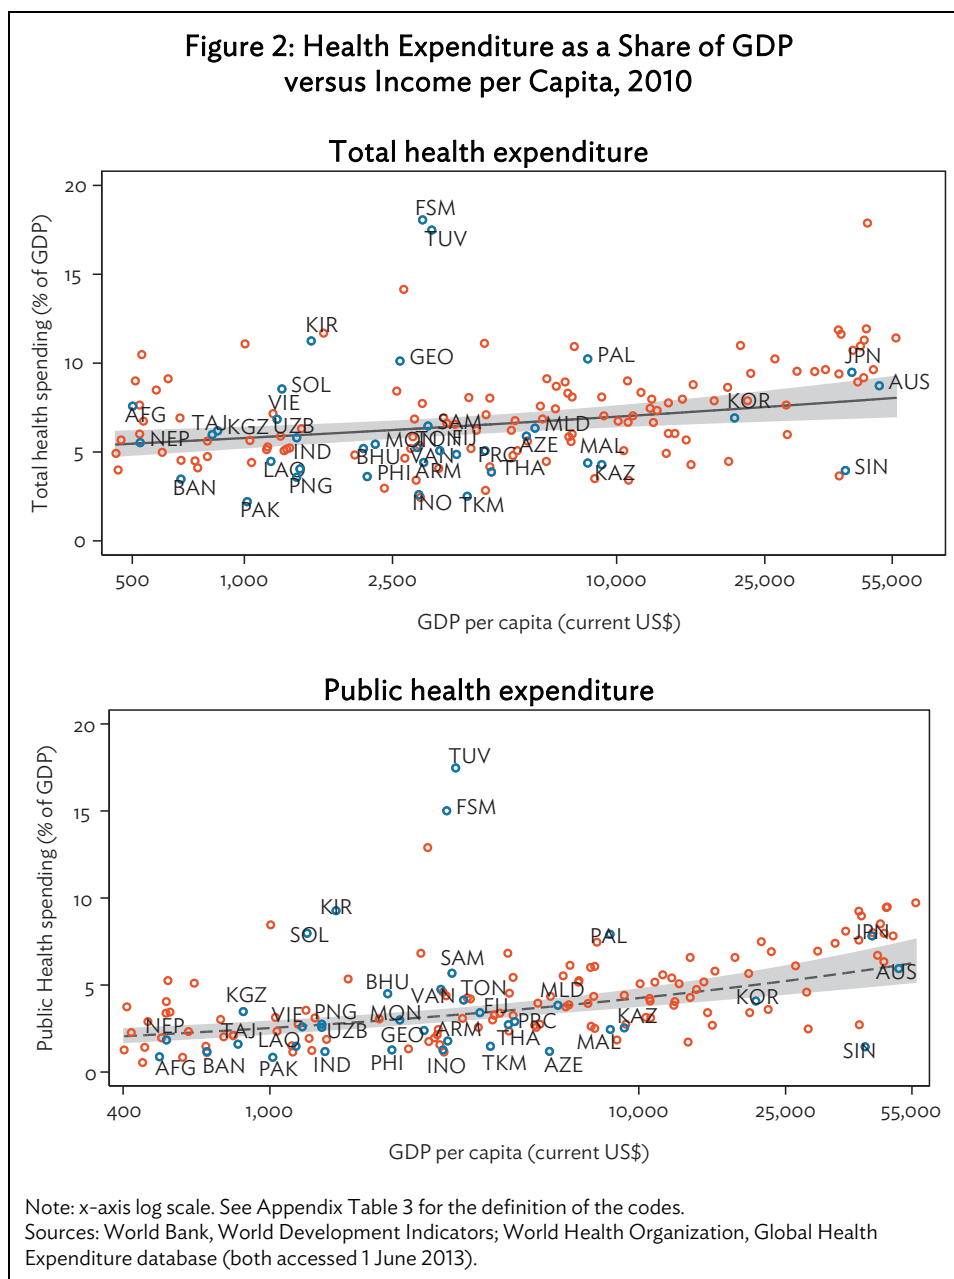 Figure 2: Health Expenditure as a Share of GDP
versus Income per Capita, 2010
Total health expenditure
Total health spending (% of GDP)
20
15
10
5
0
FSM
TUV
KIR
GEO
PAL
JPN
AUS
SOL
VIE
KOR
AFG
TAJ
KGZ
UZB
SAM
MLD
NEP
MON
TON
FIJ
AZE
IND
BHU
VAN
PRC
MAL
LAO
PHI
ARM
THA
KAZ
SIN
BAN
PNG
PAK
INO
TKM
500
1,000
2,500
10,000
25,000
55,000
GDP per capita (current US$)
Public health expenditure
Public Health spending (% of GDP)
20
15
10
5
0
TUV
FSM
KIR
SOL
PAL
JPN
SAM
BHU
AUS
KGZ
VAN
TON
MLD
KOR
NEP
TAJ
VIE
PNG
MON
FIJ
PRC
KAZ
LAO
UZB
GEO
ARM
THA
MAL
SIN
AFG
BAN
PAK
IND
PHI
INO
TKM
AZE
400
1,000
10,000
25,000
55,000
GDP per capita (current US$)
Note: x-axis log scale. See Appendix Table 3 for the definition of the codes.
Sources: World Bank, World Development Indicators; World Health Organization, Global Health
Expenditure database (both accessed 1 June 2013).